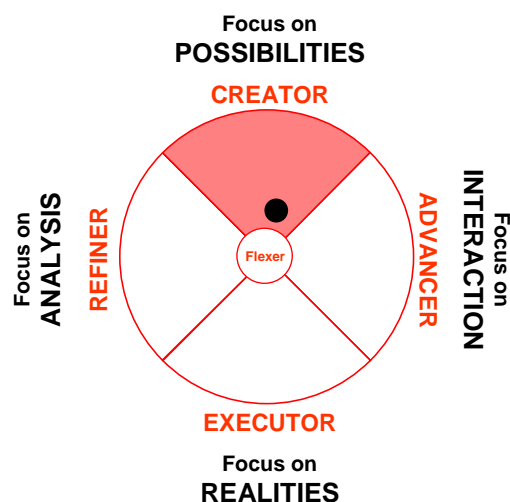 Focus on
POSSIBILITIES
CREATOR
Focus on
ANALYSIS
REFINER
Flexer
ADVANCER
Focus on
INTERACTION
EXECUTOR
Focus on
REALITIES